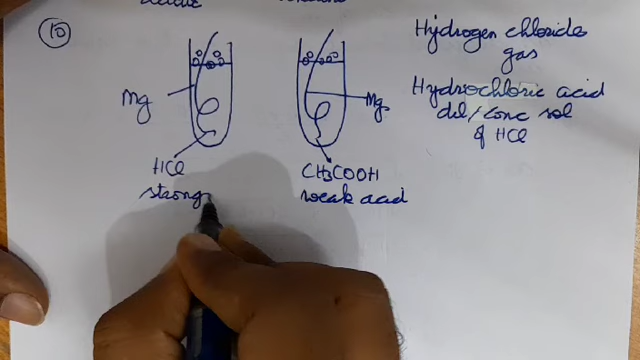 10
Mg
HCl
strong
Mg
CH3COOH
weak acid
Hydrogen chloride
gas
Hydrochloric acid
dil/conc sol
of HCl